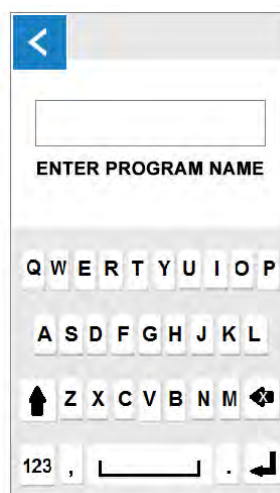 ENTER PROGRAM NAME
Q W E R T Y U I O P
A S D F G H J K L
Z X C V B N M X
123 , .